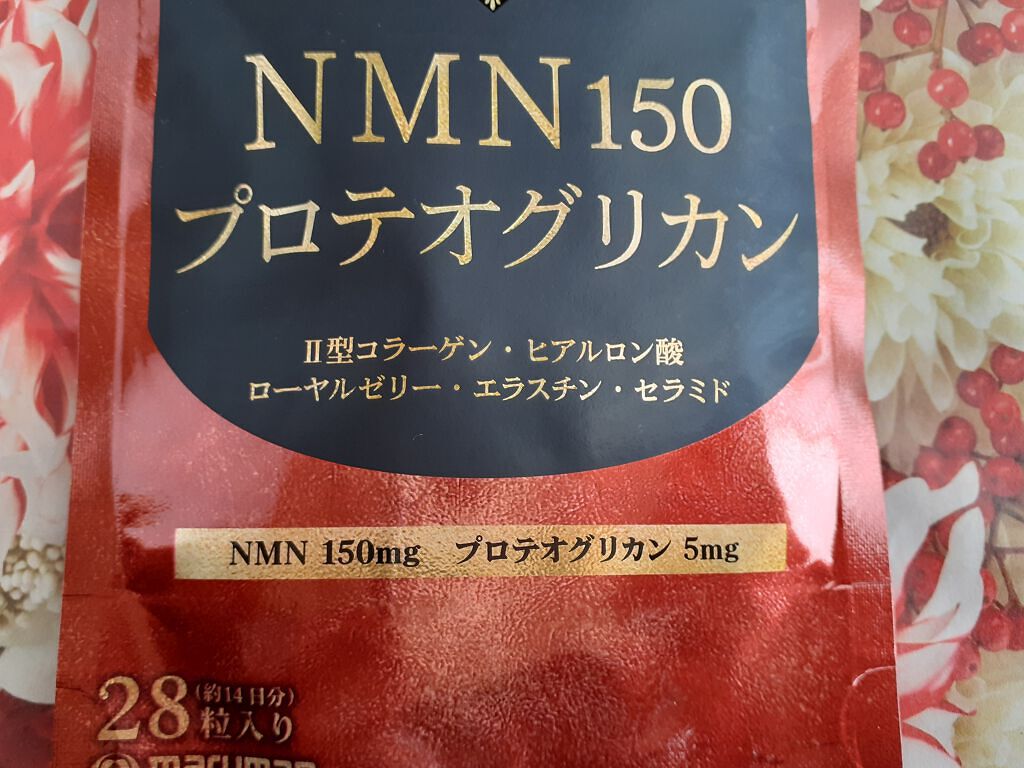 NMN150
プロテオグリカン
Ⅱ型コラーゲン・ヒアルロン酸
ローヤルゼリー・エラスチン・セラミド
NMN 150mg プロテオグリカン 5mg
28粒入り
(約14日分)
maruman